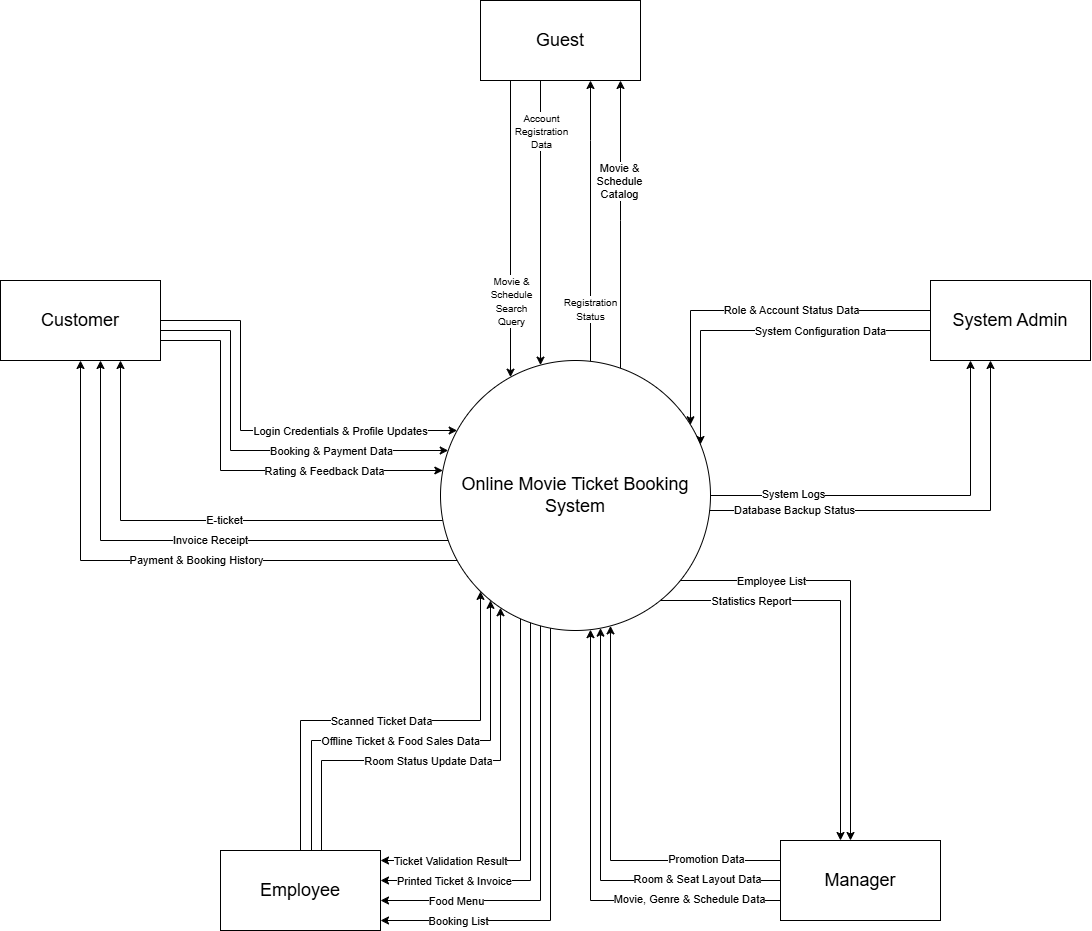 Guest
Account
Registration
Data
Movie &
Schedule
Catalog
Movie &
Schedule
Search
Query
Registration
Status
Customer
System Admin
Role & Account Status Data
System Configuration Data
Login Credentials & Profile Updates
Booking & Payment Data
Rating & Feedback Data
Online Movie Ticket Booking
System
System Logs
Database Backup Status
E-ticket
Invoice Receipt
Payment & Booking History
Employee List
Statistics Report
Scanned Ticket Data
Offline Ticket & Food Sales Data
Room Status Update Data
Employee
Ticket Validation Result
Printed Ticket & Invoice
Food Menu
Booking List
Promotion Data
Room & Seat Layout Data
Movie, Genre & Schedule Data
Manager